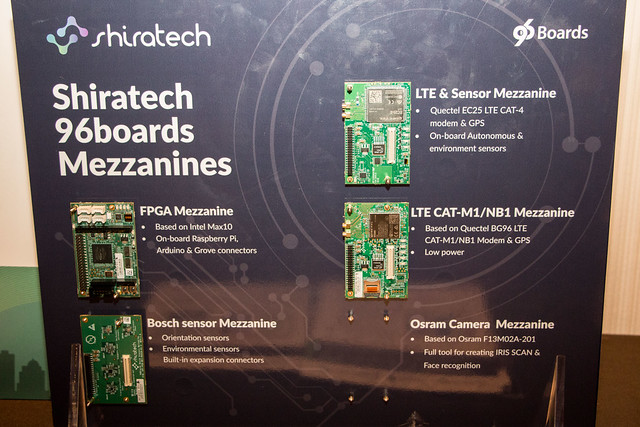 shiratech
96Boards
Shiratech
96boards
Mezzanines
LTE & Sensor Mezzanine
• Quectel EC25 LTE CAT-4
modem & GPS
• On-board Autonomous &
environment sensors
FPGA Mezzanine
• Based on Intel Max10
• On-board Raspberry Pi,
Arduino & Grove connectors
LTE CAT-M1/NB1 Mezzanine
• Based on Quectel BG96 LTE
CAT-M1/NB1 Modem & GPS
• Low power
Bosch sensor Mezzanine
• Orientation sensors
• Environmental sensors
• Built-in expansion connectors
Osram Camera Mezzanine
• Based on Osram F13M02A-201
• Full tool for creating IRIS SCAN &
Face recognition